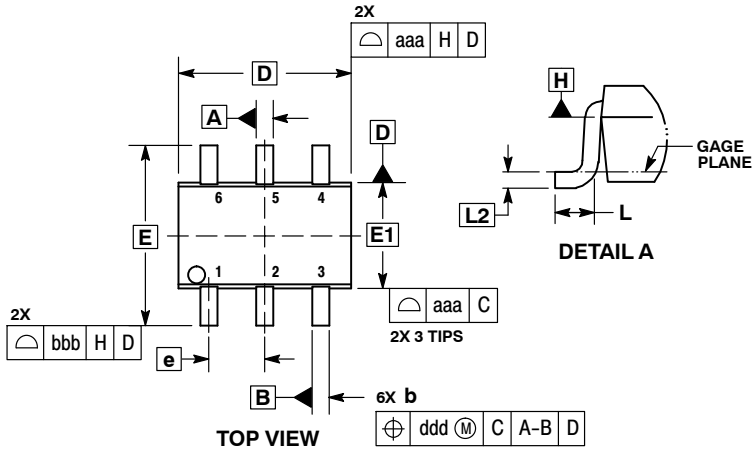 2X
⌓ aaa H D
D
A
D
6 5 4
E
E1
1 2 3
⌓ aaa C
2X 3 TIPS
2X
⌓ bbb H D
e
B
6X b
⌖ ddd Ⓜ C A-B D
TOP VIEW
H
GAGE
PLANE
L2
L
DETAIL A